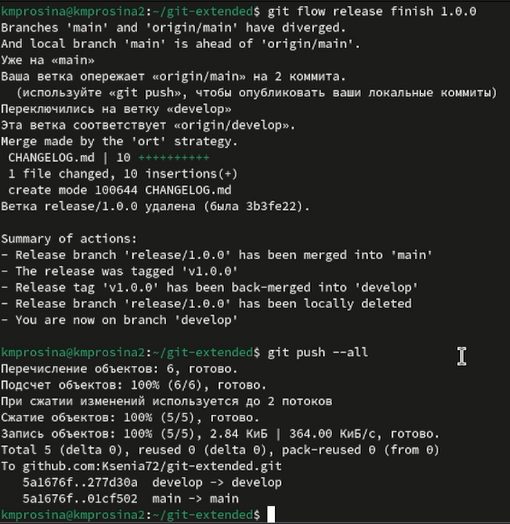 kmprosina@kmprosina2:~/git-extended$ git flow release finish 1.0.0
Branches 'main' and 'origin/main' have diverged.
And local branch 'main' is ahead of 'origin/main'.
Уже на «main»
Ваша ветка опережает «origin/main» на 2 коммита.
  (используйте «git push», чтобы опубликовать ваши локальные коммиты)
Переключились на ветку «develop»
Эта ветка соответствует «origin/develop».
Merge made by the 'ort' strategy.
 CHANGELOG.md | 10 ++++++++++
 1 file changed, 10 insertions(+)
 create mode 100644 CHANGELOG.md
Ветка release/1.0.0 удалена (была 3b3fe22).

Summary of actions:
- Release branch 'release/1.0.0' has been merged into 'main'
- The release was tagged 'v1.0.0'
- Release tag 'v1.0.0' has been back-merged into 'develop'
- Release branch 'release/1.0.0' has been locally deleted
- You are now on branch 'develop'

kmprosina@kmprosina2:~/git-extended$ git push --all
Перечисление объектов: 6, готово.
Подсчет объектов: 100% (6/6), готово.
При сжатии изменений используется до 2 потоков
Сжатие объектов: 100% (5/5), готово.
Запись объектов: 100% (5/5), 2.84 КиБ | 364.00 КиБ/с, готово.
Total 5 (delta 0), reused 0 (delta 0), pack-reused 0 (from 0)
To github.com:Ksenia72/git-extended.git
   5a1676f..277d30a  develop -> develop
   5a1676f..01cf502  main -> main
kmprosina@kmprosina2:~/git-extended$